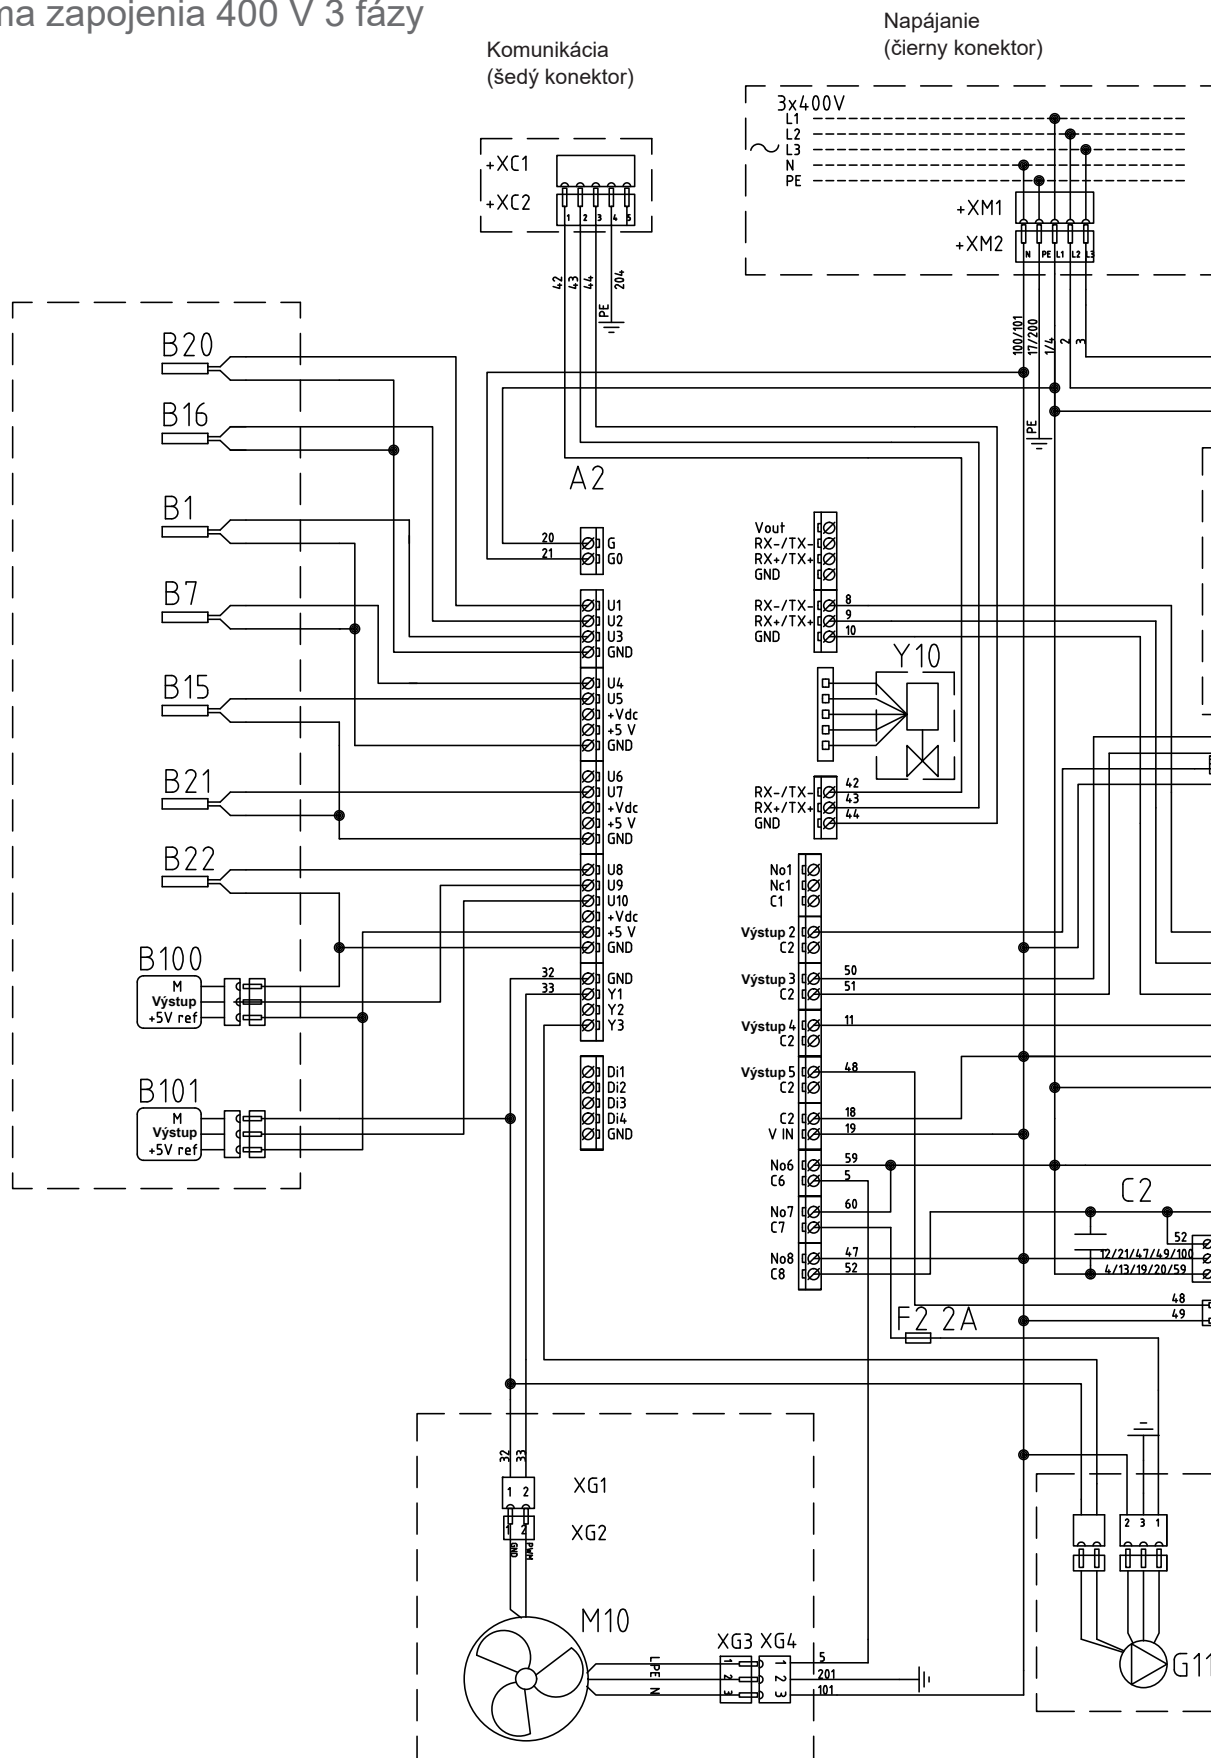 ma zapojenia 400 V 3 fázy
Komunikácia
(šedý konektor)
Napájanie
(čierny konektor)
3x400V
L1
L2
L3
N
PE
+XC1
+XC2
1 2 3 4 5
+XM1
+XM2
N PE L1 L2 L3
42 43 44 204
PE
100/101 17/200 1/4 2 3
PE
B20
B16
B1
B7
B15
B21
B22
B100
M
Výstup
+5V ref
B101
M
Výstup
+5V ref
A2
20 G
21 G0
U1
U2
U3
GND
U4
U5
+Vdc
+5 V
GND
U6
U7
+Vdc
+5 V
GND
U8
U9
U10
+Vdc
+5 V
GND
32 GND
33 Y1
Y2
Y3
Di1
Di2
Di3
Di4
GND
Vout
RX-/TX-
RX+/TX+
GND
RX-/TX- 8
RX+/TX+ 9
GND 10
Y10
RX-/TX- 42
RX+/TX+ 43
GND 44
No1
Nc1
C1
Výstup 2
C2
Výstup 3 50
C2 51
Výstup 4 11
C2
Výstup 5 48
C2
C2 18
V IN 19
No6 59
C6 5
No7 60
C7
No8 47
C8 52
C2
52
12/21/47/49/100
4/13/19/20/59
48
49
F2 2A
32 33
1 2
XG1
1 2
XG2
GND PWM
M10
L PE N
XG3 XG4
1 1 5
2 2 201
3 3 101
2 3 1
G11